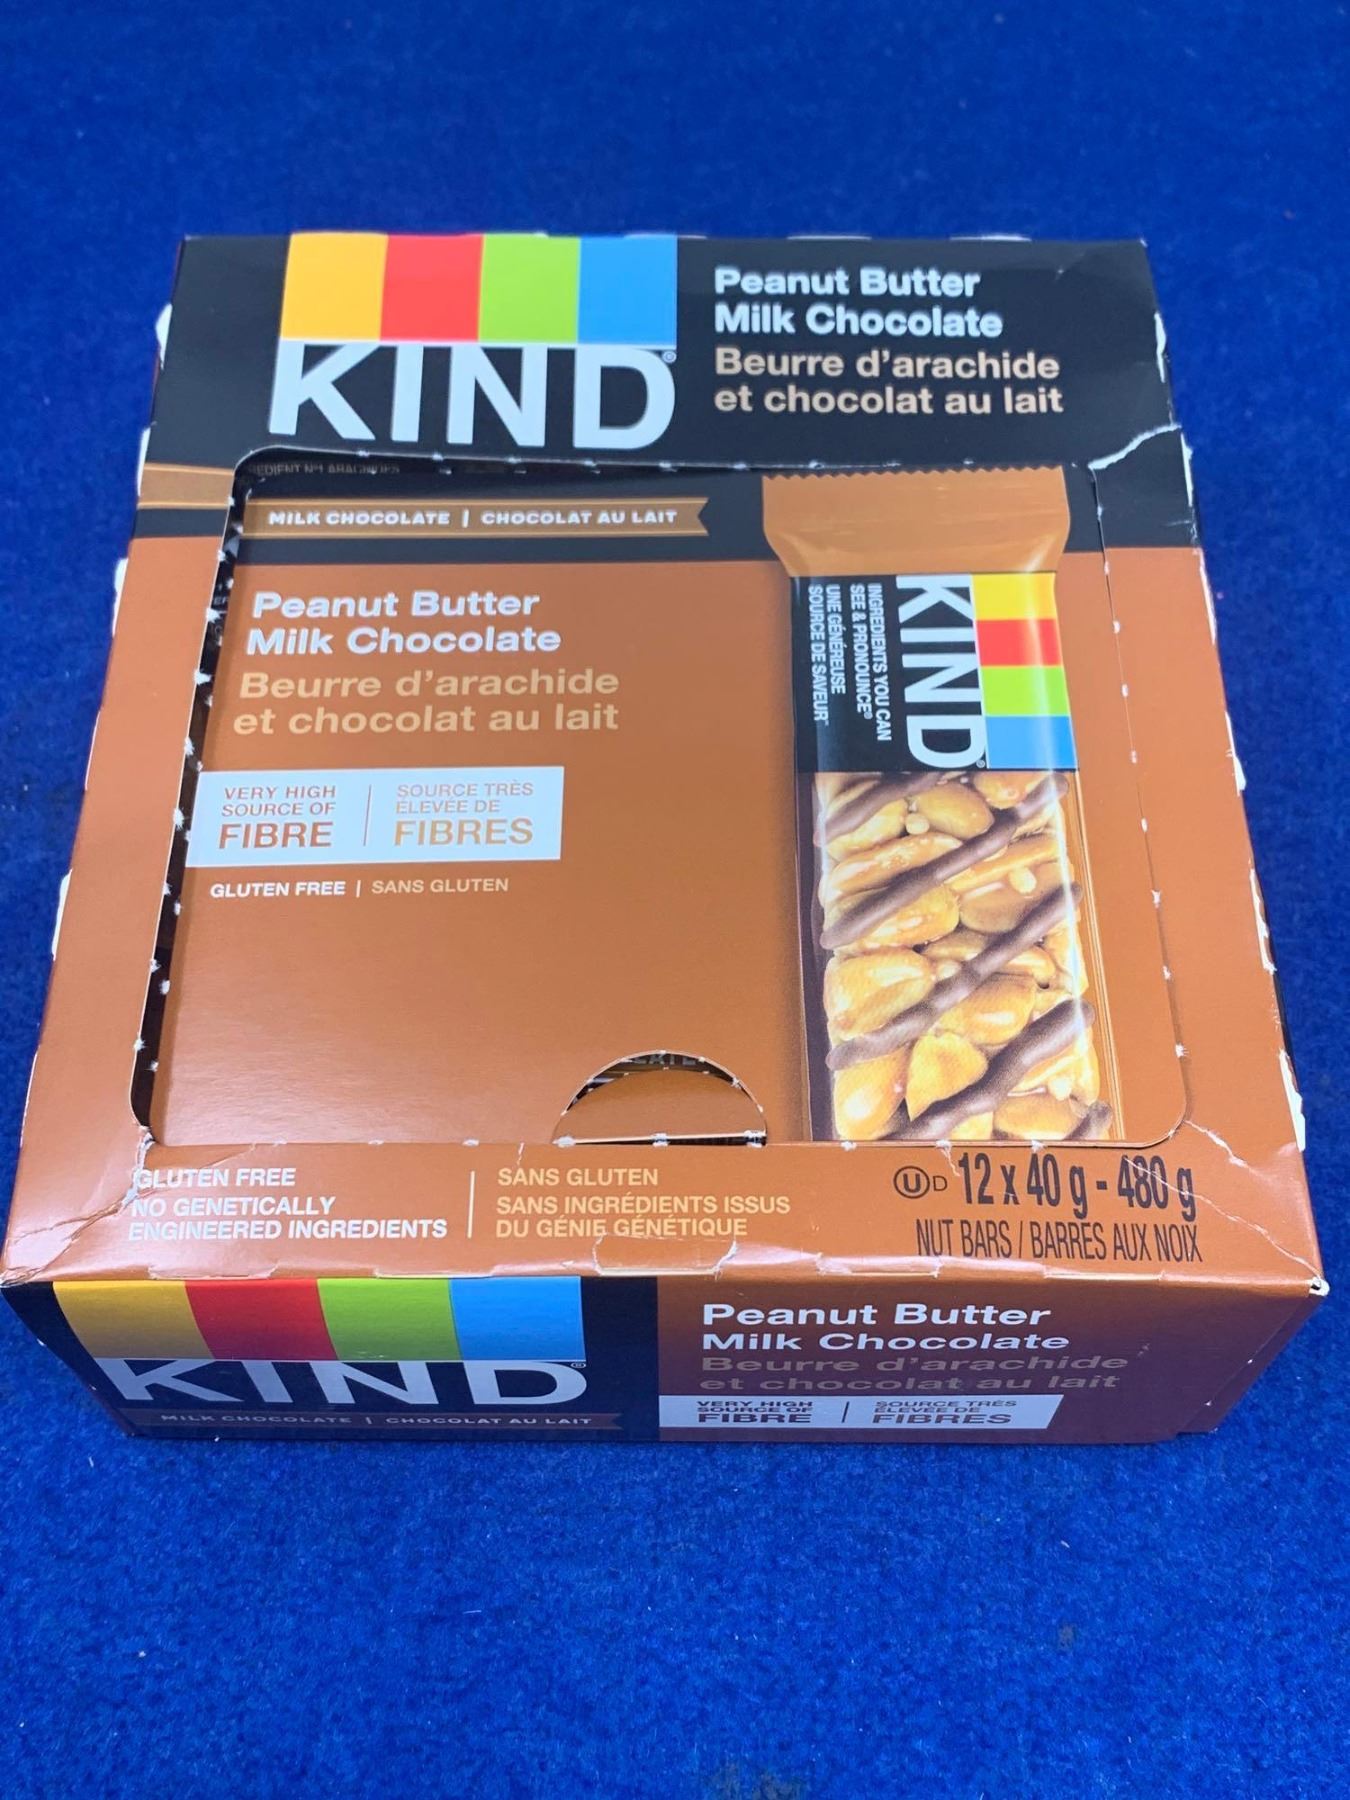 KIND®
Peanut Butter
Milk Chocolate
Beurre d'arachide
et chocolat au lait
MILK CHOCOLATE | CHOCOLAT AU LAIT
Peanut Butter
Milk Chocolate
Beurre d'arachide
et chocolat au lait
VERY HIGH
SOURCE OF
FIBRE
SOURCE TRÈS
ÉLEVÉE DE
FIBRES
GLUTEN FREE | SANS GLUTEN
KIND®
INGREDIENTS YOU CAN
SEE & PRONOUNCE®
UNE GÉNÉREUSE
SOURCE DE SAVEUR™
GLUTEN FREE
NO GENETICALLY
ENGINEERED INGREDIENTS
SANS GLUTEN
SANS INGRÉDIENTS ISSUS
DU GÉNIE GÉNÉTIQUE
U D 12 x 40 g - 480 g
NUT BARS / BARRES AUX NOIX
KIND®
MILK CHOCOLATE | CHOCOLAT AU LAIT
Peanut Butter
Milk Chocolate
Beurre d'arachide
et chocolat au lait
VERY HIGH
SOURCE OF
FIBRE
SOURCE TRÈS
ÉLEVÉE DE
FIBRES